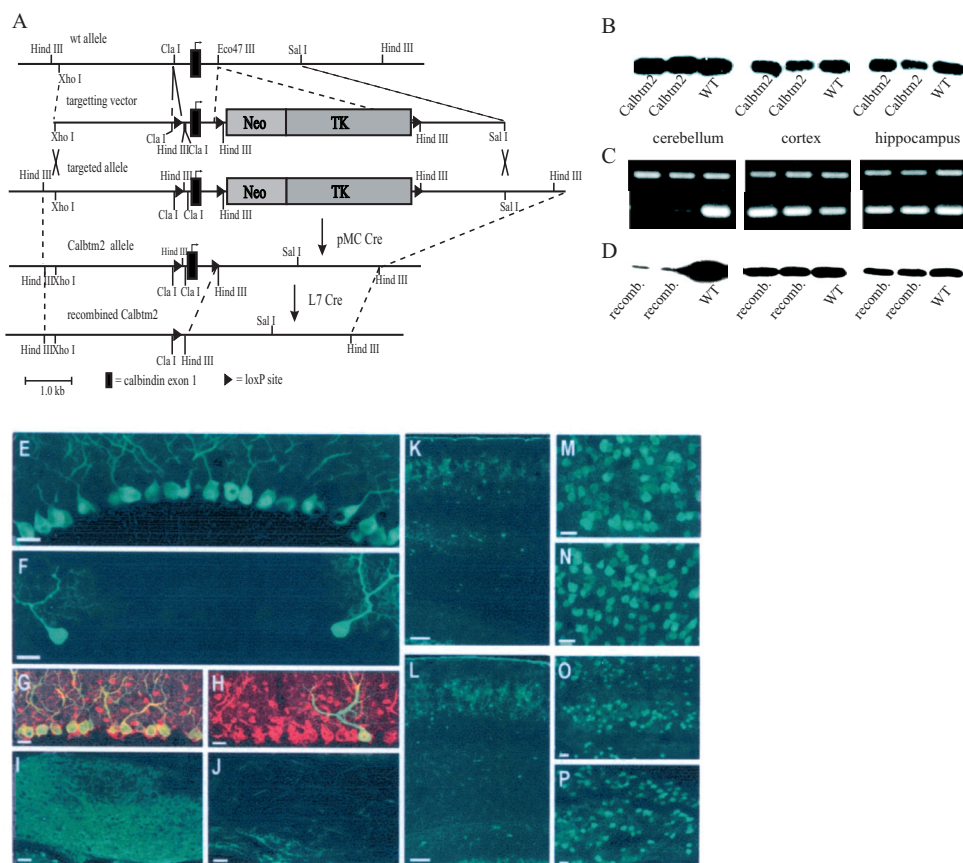 A
wt allele
Hind III
Cla I
Eco47 III
Sal I
Hind III
Xho I
targetting vector
Neo
TK
Xho I
Cla I
Hind III
Cla I
Hind III
Hind III
Sal I
targeted allele
Hind III
Hind III
Hind III
Hind III
Neo
TK
Xho I
Cla I
Cla I
Hind III
Sal I
pMC Cre
Calbtm2 allele
Hind III
Sal I
Hind III
Xho I
Cla I
Cla I
Hind III
Hind III
L7 Cre
recombined Calbtm2
Sal I
Hind III
Xho I
Cla I
Hind III
Hind III
1.0 kb
= calbindin exon 1
= loxP site
B
Calbtm2
Calbtm2
WT
Calbtm2
Calbtm2
WT
Calbtm2
Calbtm2
WT
cerebellum
cortex
hippocampus
C
D
recomb.
recomb.
WT
recomb.
recomb.
WT
recomb.
recomb.
WT
E
F
G
H
I
J
K
L
M
N
O
P